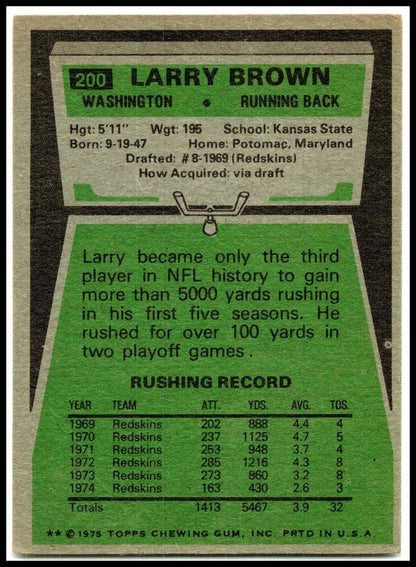 200 LARRY BROWN
WASHINGTON • RUNNING BACK
Hgt: 5'11" Wgt: 195 School: Kansas State
Born: 9-19-47 Home: Potomac, Maryland
Drafted: #8-1969 (Redskins)
How Acquired: via draft
Larry became only the third
player in NFL history to gain
more than 5000 yards rushing
in his first five seasons. He
rushed for over 100 yards in
two playoff games.
RUSHING RECORD
YEAR TEAM ATT. YDS. AVG. TDS.
1969 Redskins 202 888 4.4 4
1970 Redskins 237 1125 4.7 5
1971 Redskins 253 948 3.7 4
1972 Redskins 285 1216 4.3 8
1973 Redskins 273 860 3.2 8
1974 Redskins 163 430 2.6 3
Totals 1413 5467 3.9 32
** © 1975 TOPPS CHEWING GUM, INC. PRTD IN U.S.A